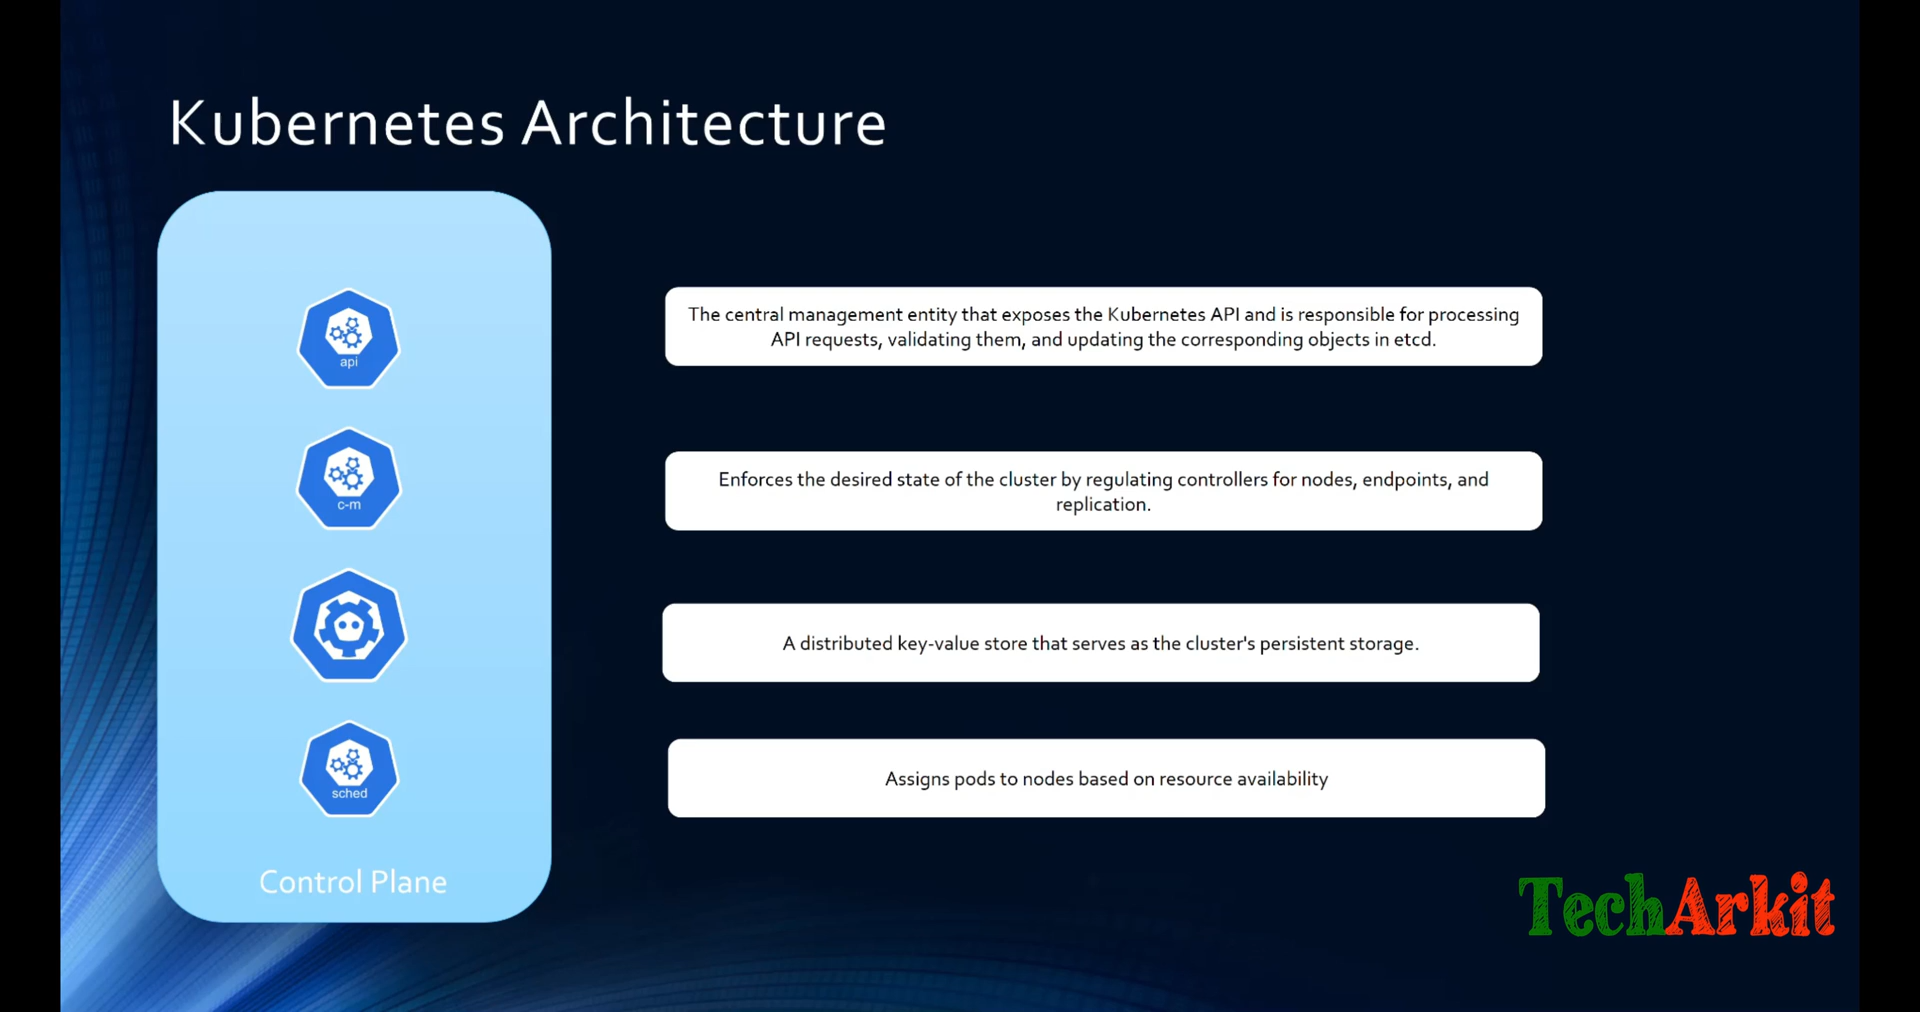 Kubernetes Architecture
api
The central management entity that exposes the Kubernetes API and is responsible for processing
API requests, validating them, and updating the corresponding objects in etcd.
c-m
Enforces the desired state of the cluster by regulating controllers for nodes, endpoints, and
replication.
A distributed key-value store that serves as the cluster's persistent storage.
sched
Assigns pods to nodes based on resource availability
Control Plane
TechArkit